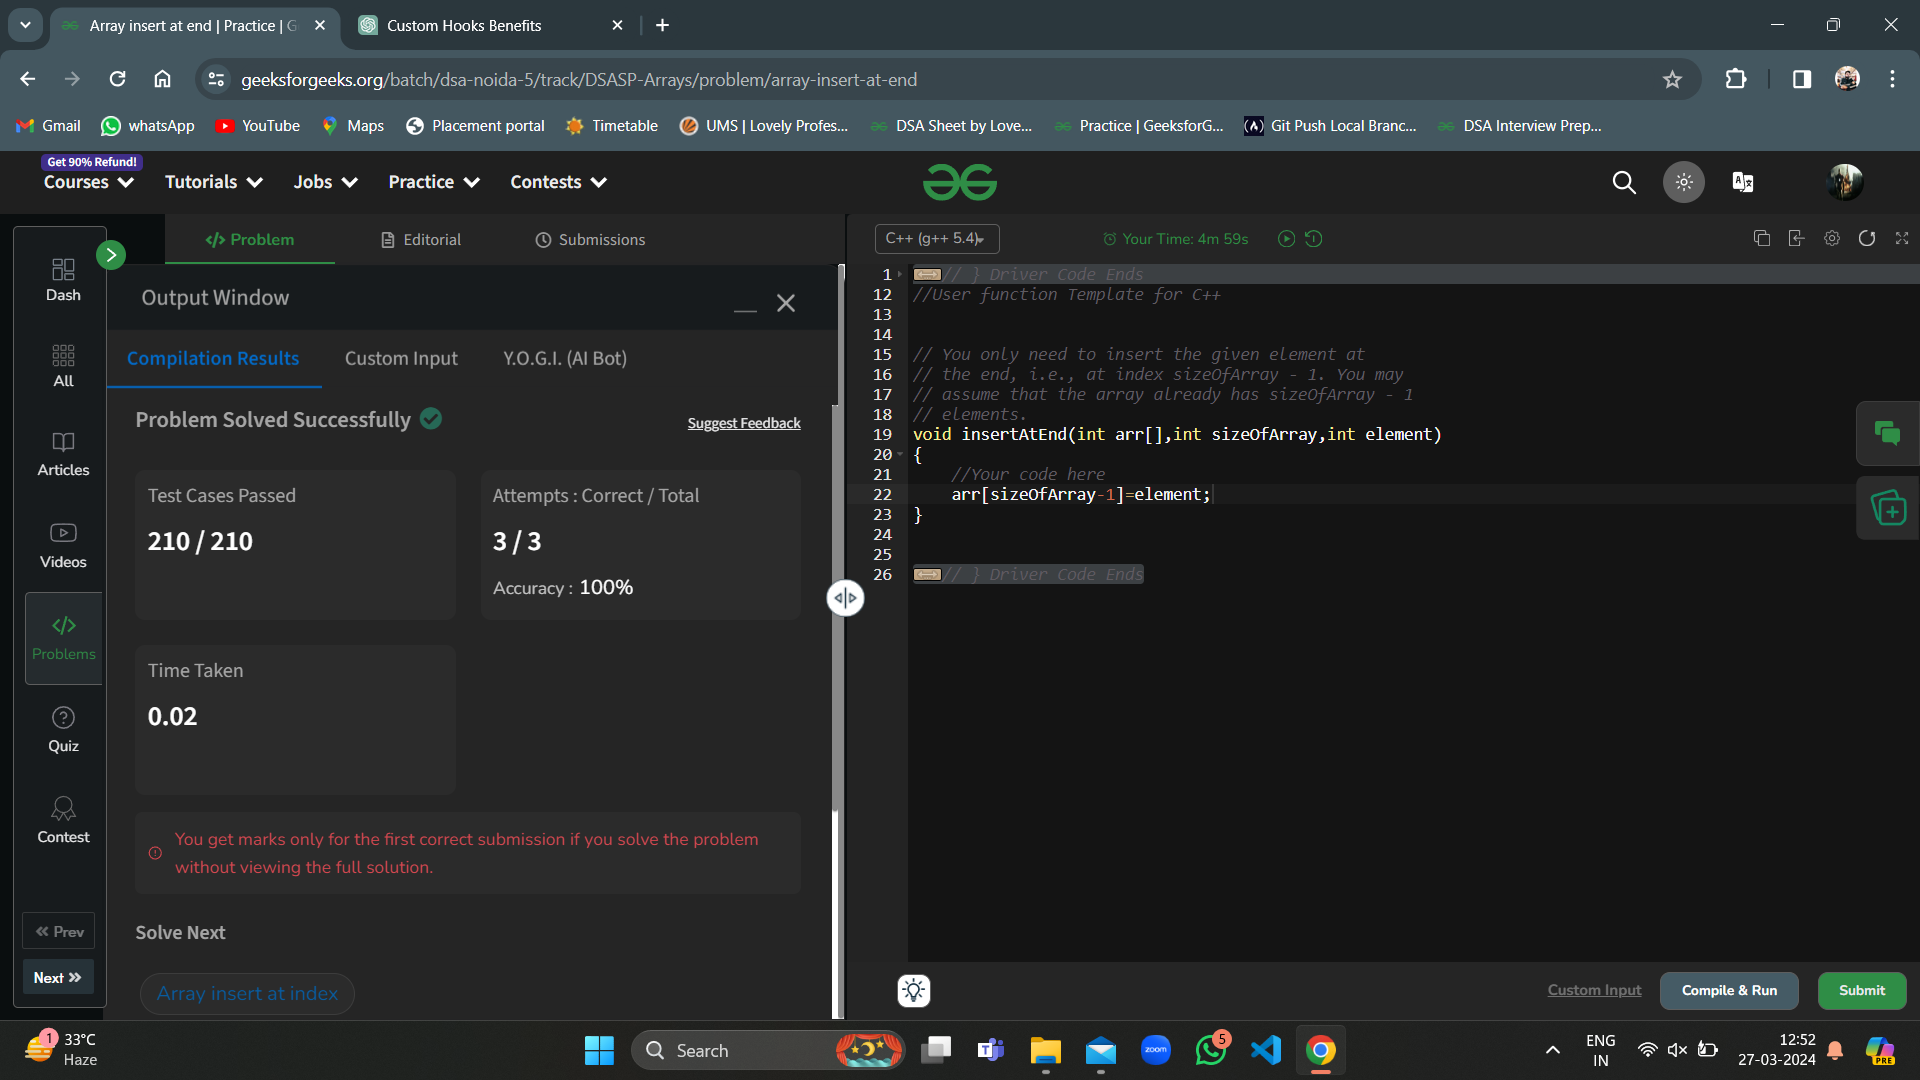 Array insert at end | Practice | G
Custom Hooks Benefits
geeksforgeeks.org/batch/dsa-noida-5/track/DSASP-Arrays/problem/array-insert-at-end
Gmail
whatsApp
YouTube
Maps
Placement portal
Timetable
UMS | Lovely Profes...
DSA Sheet by Love...
Practice | GeeksforG...
Git Push Local Branc...
DSA Interview Prep...
Get 90% Refund!
Courses
Tutorials
Jobs
Practice
Contests
Dash
All
Articles
Videos
Problems
Quiz
Contest
Prev
Next
Problem
Editorial
Submissions
Output Window
Compilation Results
Custom Input
Y.O.G.I. (AI Bot)
Problem Solved Successfully
Suggest Feedback
Test Cases Passed
210 / 210
Attempts : Correct / Total
3 / 3
Accuracy : 100%
Time Taken
0.02
You get marks only for the first correct submission if you solve the problem
without viewing the full solution.
Solve Next
Array insert at index
C++ (g++ 5.4)
Your Time: 4m 59s
1 // } Driver Code Ends
12 //User function Template for C++
13
14
15 // You only need to insert the given element at
16 // the end, i.e., at index sizeOfArray - 1. You may
17 // assume that the array already has sizeOfArray - 1
18 // elements.
19 void insertAtEnd(int arr[],int sizeOfArray,int element)
20 {
21 //Your code here
22 arr[sizeOfArray-1]=element;
23 }
24
25
26 // } Driver Code Ends
Custom Input
Compile & Run
Submit
1
33°C
Haze
Search
zoom
5
ENG
IN
12:52
27-03-2024
PRE